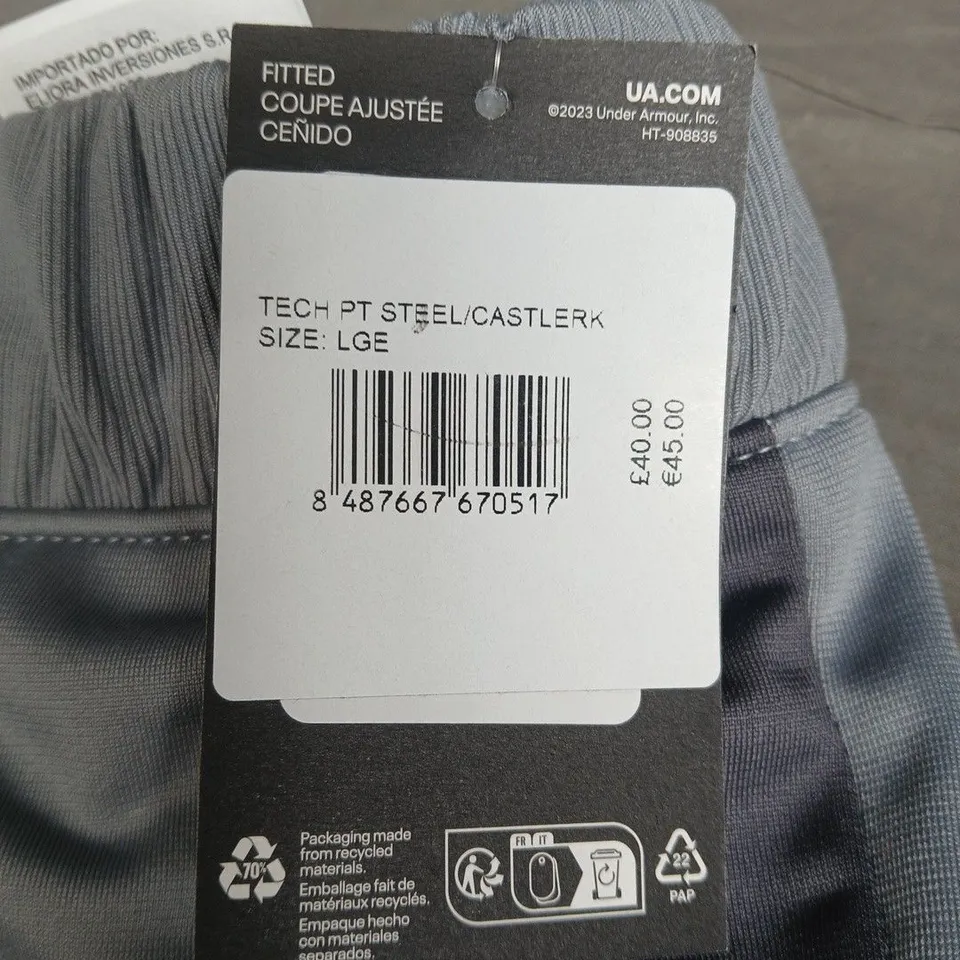 IMPORTADO POR:
ELIORA INVERSIONES S.R
FITTED
COUPE AJUSTÉE
CEÑIDO
UA.COM
©2023 Under Armour, Inc.
HT-908835
TECH PT STEEL/CASTLERK
SIZE: LGE
£40.00
€45.00
8 487667 670517
70%
Packaging made
from recycled
materials.
Emballage fait de
matériaux recyclés.
Empaque hecho
con materiales
separados.
FR IT
22
PAP